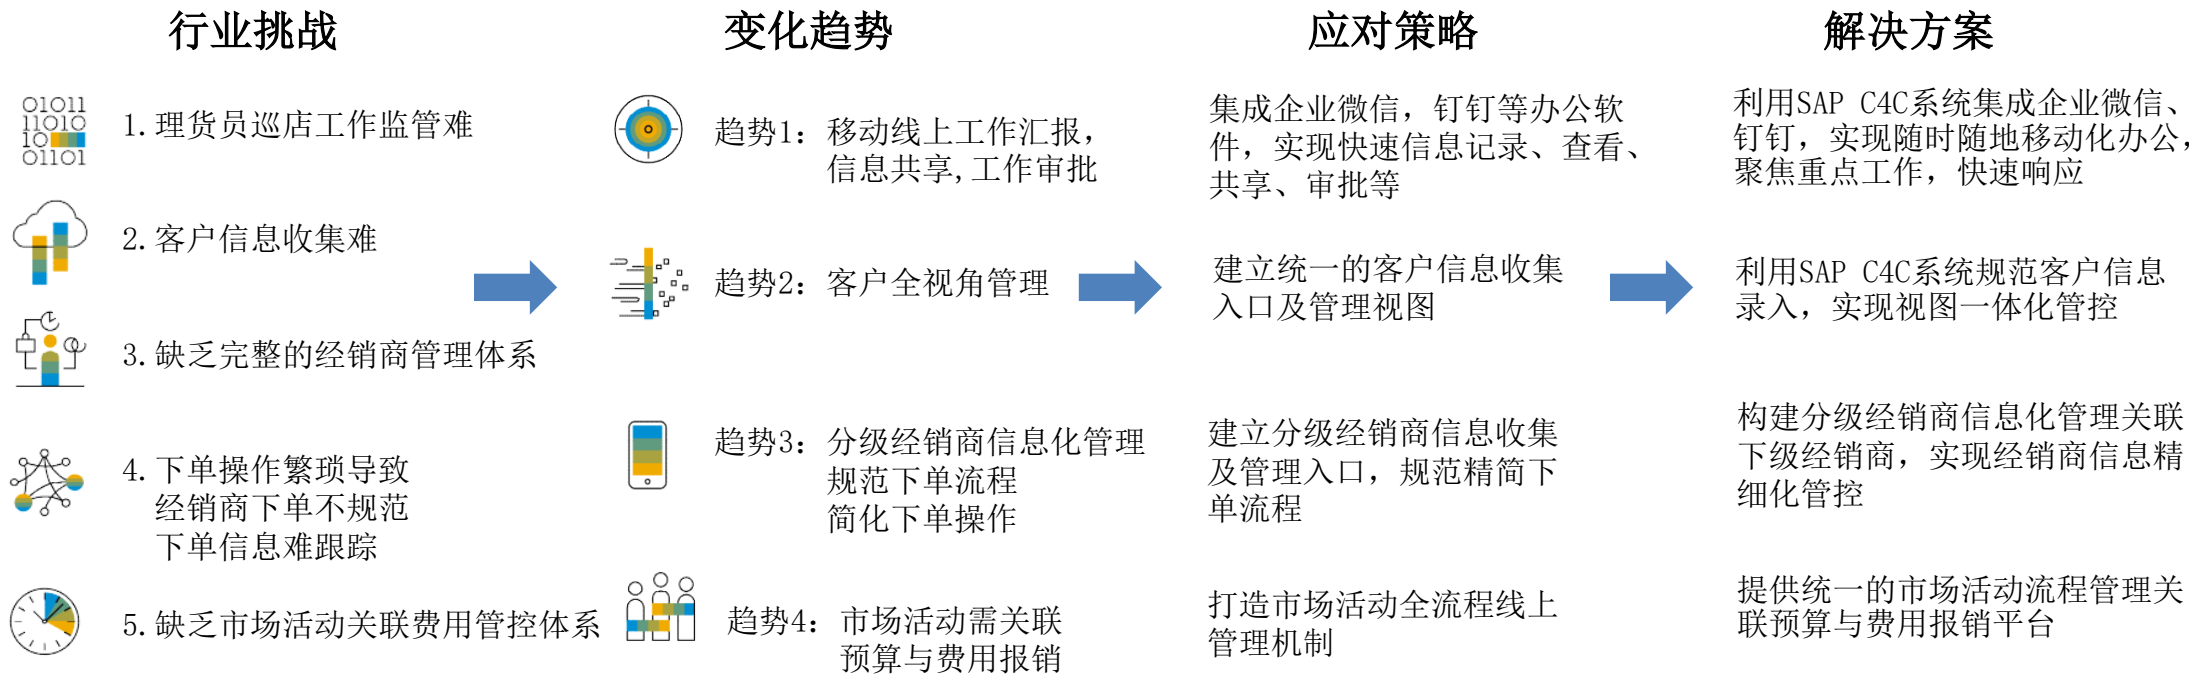 行业挑战
变化趋势
应对策略
解决方案
01011
11010
10
01101
1.理货员巡店工作监管难
2.客户信息收集难
3.缺乏完整的经销商管理体系
4.下单操作繁琐导致
经销商下单不规范
下单信息难跟踪
5.缺乏市场活动关联费用管控体系
趋势1：移动线上工作汇报，
信息共享,工作审批
趋势2：客户全视角管理
趋势3：分级经销商信息化管理
规范下单流程
简化下单操作
趋势4：市场活动需关联
预算与费用报销
集成企业微信，钉钉等办公软
件，实现快速信息记录、查看、
共享、审批等
建立统一的客户信息收集
入口及管理视图
建立分级经销商信息收集
及管理入口，规范精简下
单流程
打造市场活动全流程线上
管理机制
利用SAP C4C系统集成企业微信、
钉钉，实现随时随地移动化办公，
聚焦重点工作，快速响应
利用SAP C4C系统规范客户信息
录入，实现视图一体化管控
构建分级经销商信息化管理关联
下级经销商，实现经销商信息精
细化管控
提供统一的市场活动流程管理关
联预算与费用报销平台